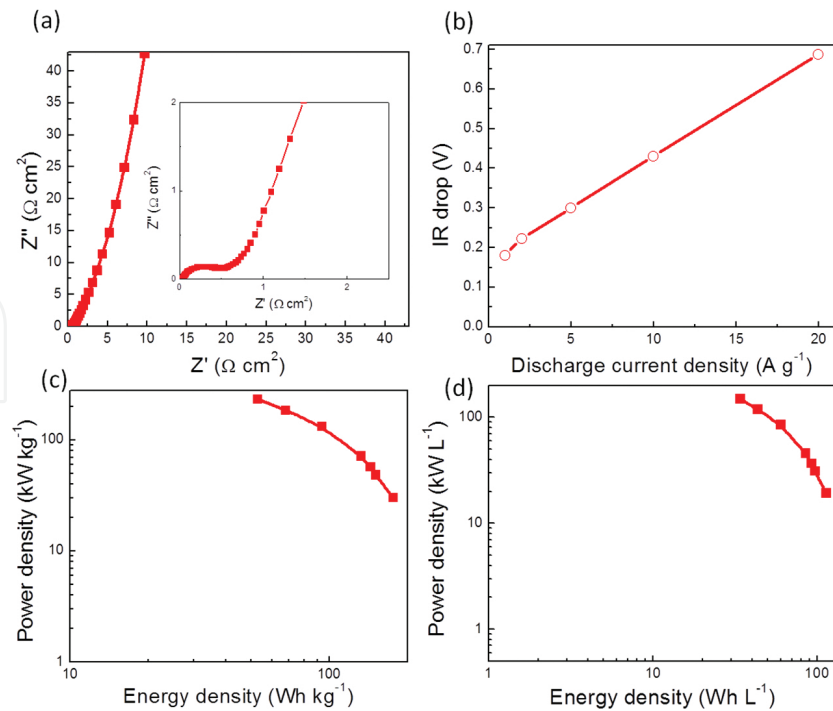 (a)
Z'' (Ω cm²)
40
35
30
25
20
15
10
5
0
0 5 10 15 20 25 30 35 40
Z' (Ω cm²)
Z'' (Ω cm²)
2
1
0
0 1 2
Z' (Ω cm²)
(b)
IR drop (V)
0.7
0.6
0.5
0.4
0.3
0.2
0.1
0.0
0 5 10 15 20
Discharge current density (A g⁻¹)
(c)
Power density (kW kg⁻¹)
100
10
1
10 100
Energy density (Wh kg⁻¹)
(d)
Power density (kW L⁻¹)
100
10
1
1 10 100
Energy density (Wh L⁻¹)